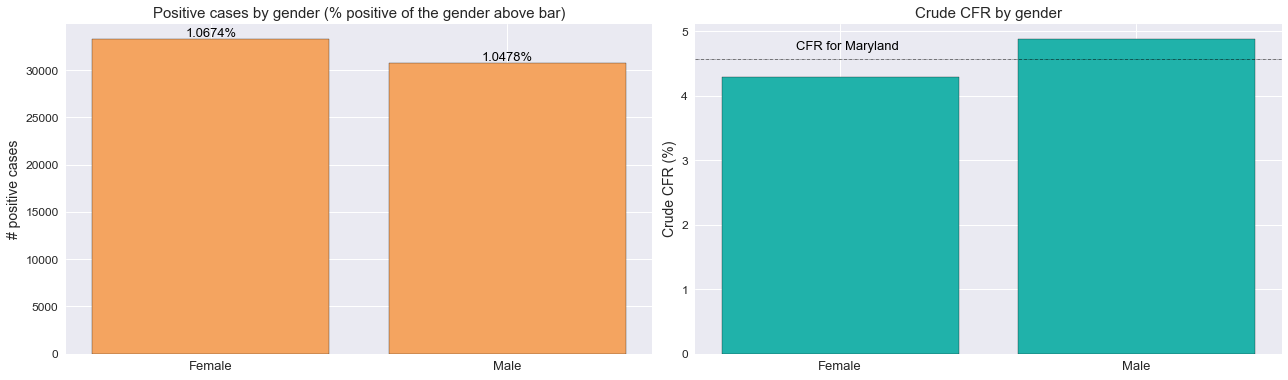 Positive cases by gender (% positive of the gender above bar)
# positive cases
30000
25000
20000
15000
10000
5000
0
1.0674%
1.0478%
Female
Male
Crude CFR by gender
Crude CFR (%)
5
4
3
2
1
0
CFR for Maryland
Female
Male